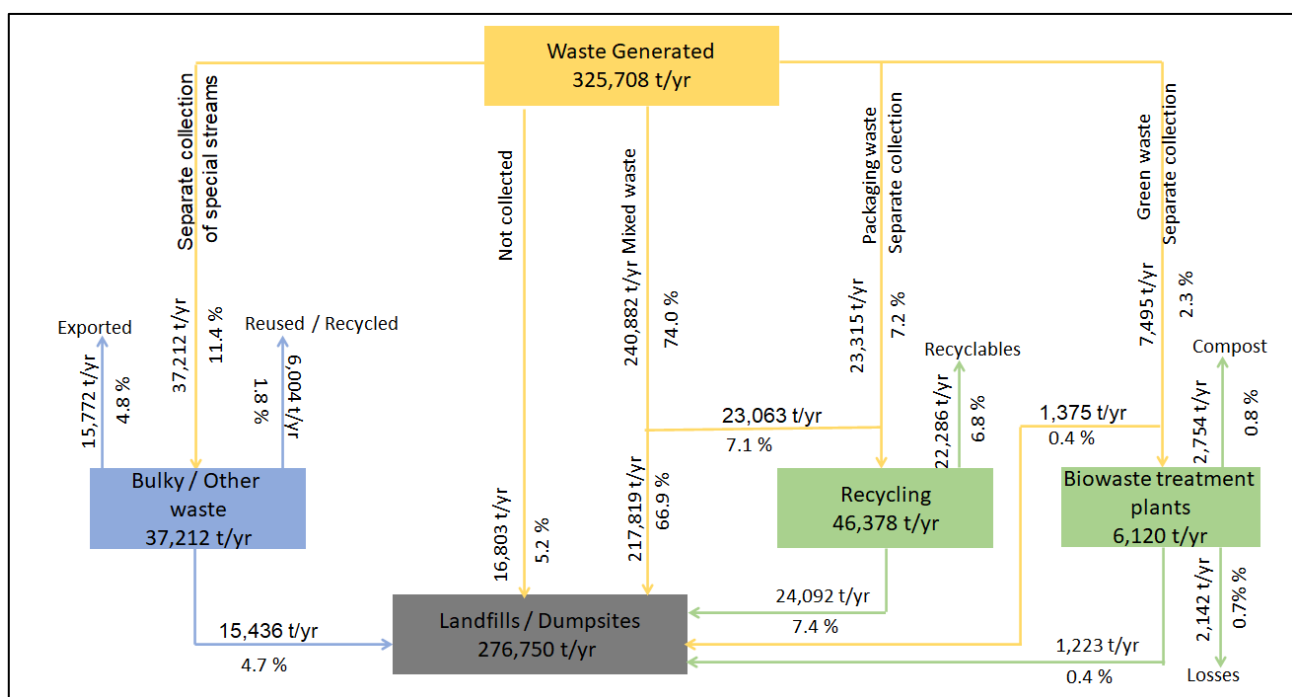 Waste Generated
325,708 t/yr
Separate collection
of special streams
Not collected
Mixed waste
Packaging waste
Separate collection
Green waste
Separate collection
37,212 t/yr
11.4 %
240,882 t/yr
74.0 %
23,315 t/yr
7.2 %
7,495 t/yr
2.3 %
Exported
15,772 t/yr
4.8 %
Reused / Recycled
6,004 t/yr
1.8 %
Recyclables
22,286 t/yr
6.8 %
Compost
2,754 t/yr
0.8 %
23,063 t/yr
7.1 %
1,375 t/yr
0.4 %
Bulky / Other
waste
37,212 t/yr
16,803 t/yr
5.2 %
217,819 t/yr
66.9 %
Recycling
46,378 t/yr
Biowaste treatment
plants
6,120 t/yr
15,436 t/yr
4.7 %
Landfills / Dumpsites
276,750 t/yr
24,092 t/yr
7.4 %
1,223 t/yr
0.4 %
2,142 t/yr
0.7% %
Losses